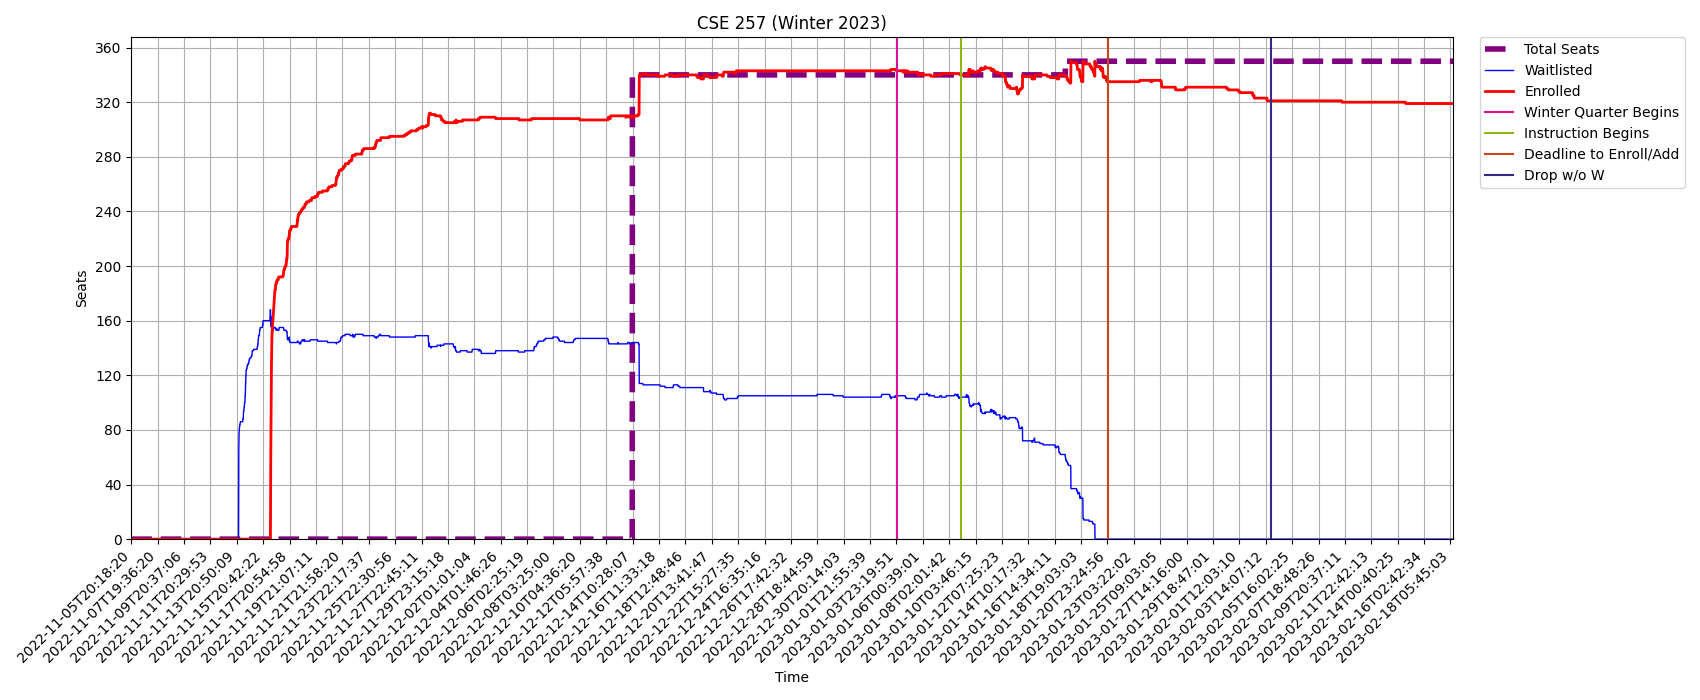 CSE 257 (Winter 2023)
Seats
360
320
280
240
200
160
120
80
40
0
Total Seats
Waitlisted
Enrolled
Winter Quarter Begins
Instruction Begins
Deadline to Enroll/Add
Drop w/o W
2022-11-05T20:18:20
2022-11-07T19:36:20
2022-11-09T20:37:06
2022-11-11T20:29:53
2022-11-13T20:50:09
2022-11-15T20:42:22
2022-11-17T20:54:58
2022-11-19T21:07:11
2022-11-21T21:58:20
2022-11-23T22:17:37
2022-11-25T22:30:56
2022-11-27T22:45:11
2022-11-29T23:15:18
2022-12-02T01:01:04
2022-12-04T01:46:26
2022-12-06T02:25:19
2022-12-08T03:25:00
2022-12-10T04:36:20
2022-12-12T05:57:38
2022-12-14T10:28:07
2022-12-16T11:33:18
2022-12-18T12:48:46
2022-12-20T13:41:47
2022-12-22T15:27:35
2022-12-24T16:35:16
2022-12-26T17:42:32
2022-12-28T18:44:59
2022-12-30T20:14:03
2023-01-01T21:55:39
2023-01-03T23:19:51
2023-01-06T00:39:01
2023-01-08T02:01:42
2023-01-10T03:46:15
2023-01-12T07:25:23
2023-01-14T10:17:32
2023-01-16T14:34:11
2023-01-18T19:03:03
2023-01-20T23:24:56
2023-01-23T03:22:02
2023-01-25T09:03:05
2023-01-27T14:16:00
2023-01-29T18:47:01
2023-02-01T12:03:10
2023-02-03T14:07:12
2023-02-05T16:02:25
2023-02-07T18:48:26
2023-02-09T20:37:11
2023-02-11T22:42:13
2023-02-14T00:40:25
2023-02-16T02:42:34
2023-02-18T05:45:03
Time